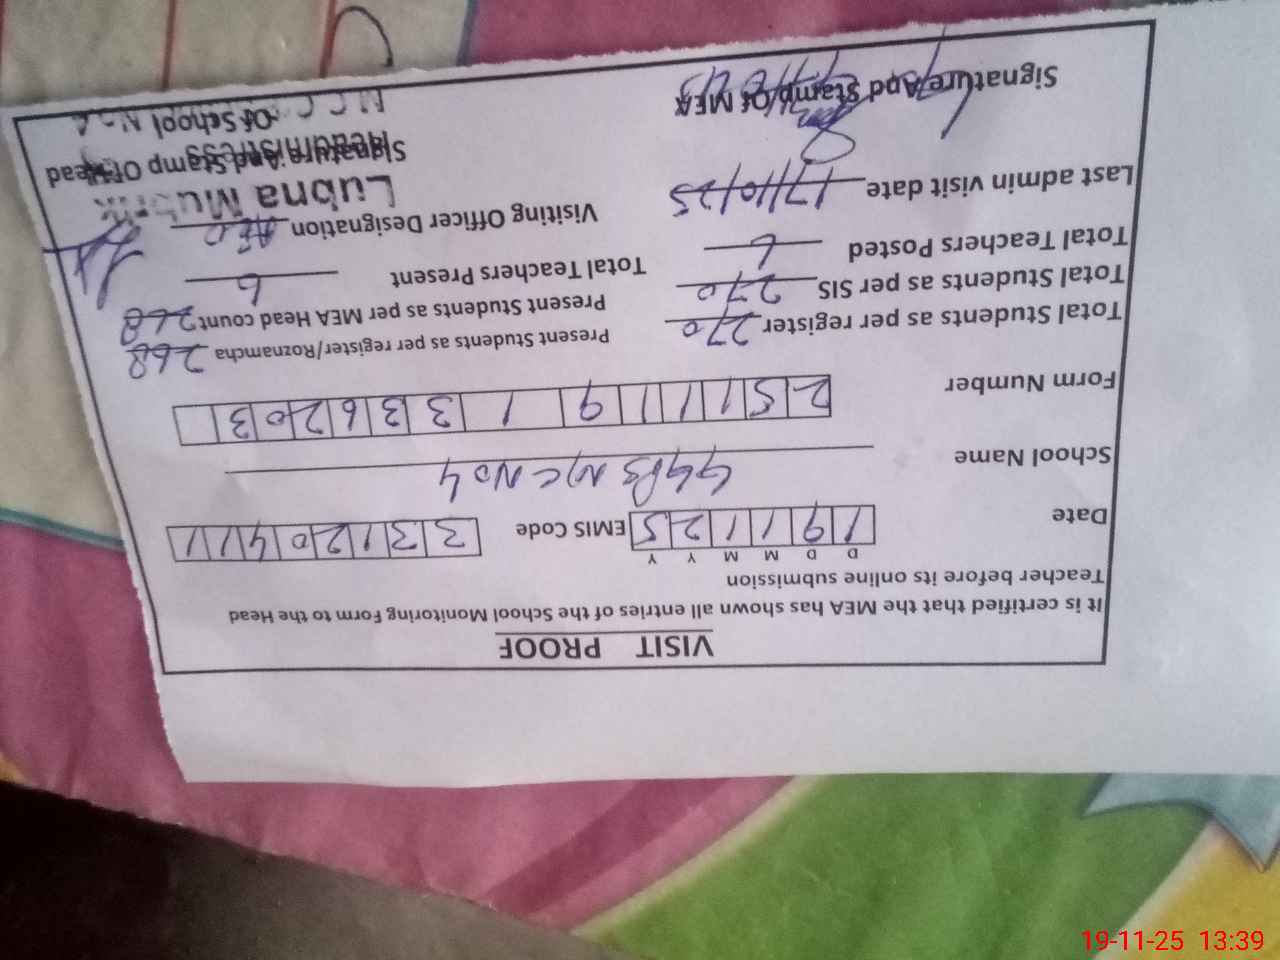 VISIT PROOF
It is certified that the MEA has shown all entries of the School Monitoring Form to the Head
Teacher before its online submission
D D M M Y Y
Date 1 9 1 1 2 5 EMIS Code 3 3 1 2 0 4 1 1
School Name GGPS MC No 4
Form Number 2 5 1 1 1 9 1 3 3 6 2 0 3
Total Students as per register 270 Present Students as per register/Roznamcha 268
Total Students as per SIS 270 Present Students as per MEA Head count 268
Total Teachers Posted 6 Total Teachers Present 6
Last admin visit date 17/10/25 Visiting Officer Designation AEO
Lubna
Signature And Stamp Of MEA Signature And Stamp Of Head
Headmistress
Of School
19-11-25 13:39